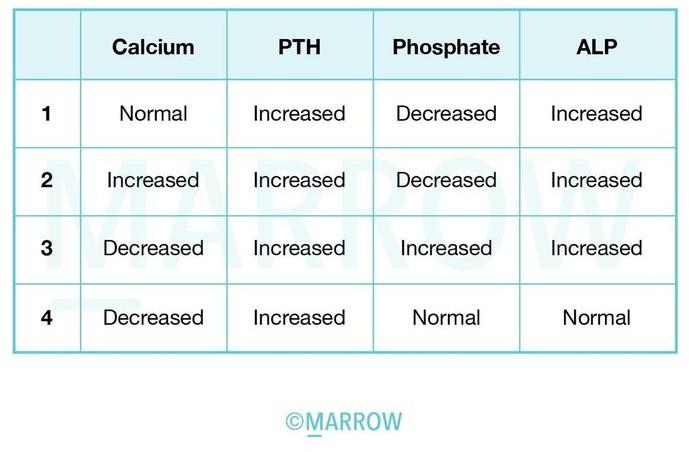 Calcium PTH Phosphate ALP
1 Normal Increased Decreased Increased
2 Increased Increased Decreased Increased
3 Decreased Increased Increased Increased
4 Decreased Increased Normal Normal
MARROW
©MARROW